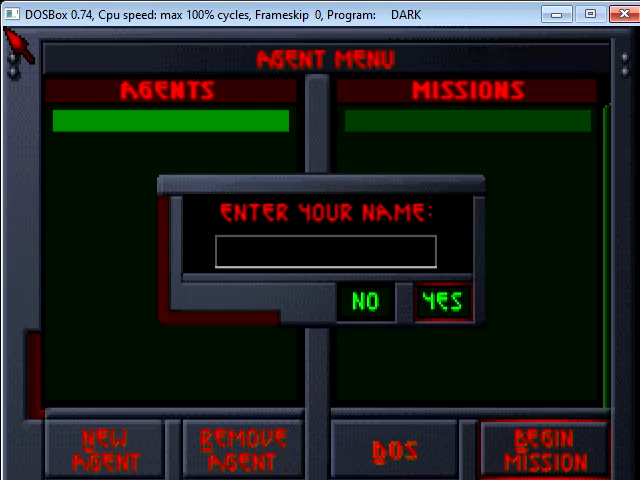 DOSBox 0.74, Cpu speed: max 100% cycles, Frameskip 0, Program: DARK
AGENT MENU
AGENTS
MISSIONS
ENTER YOUR NAME:
NO
YES
NEW
AGENT
REMOVE
AGENT
DOS
BEGIN
MISSION